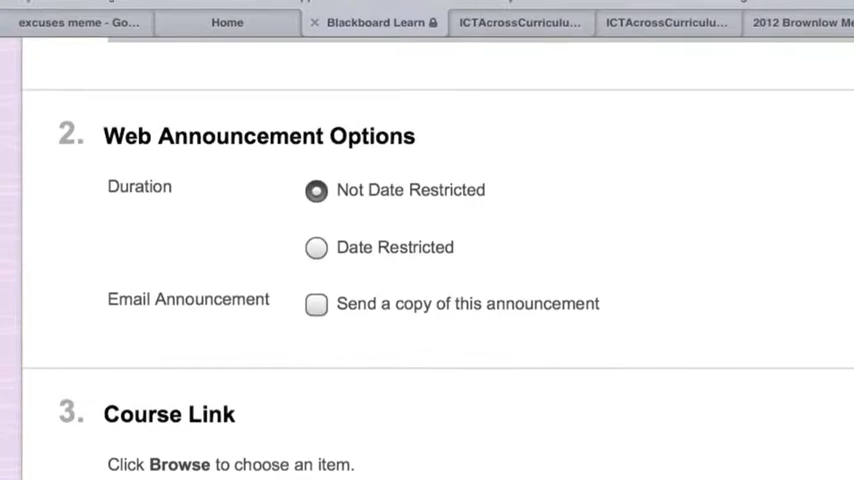 excuses meme - Go... Home Blackboard Learn ICTAcrossCurriculu... ICTAcrossCurriculu... 2012 Brownlow Me
2. Web Announcement Options
Duration Not Date Restricted
Date Restricted
Email Announcement Send a copy of this announcement
3. Course Link
Click Browse to choose an item.